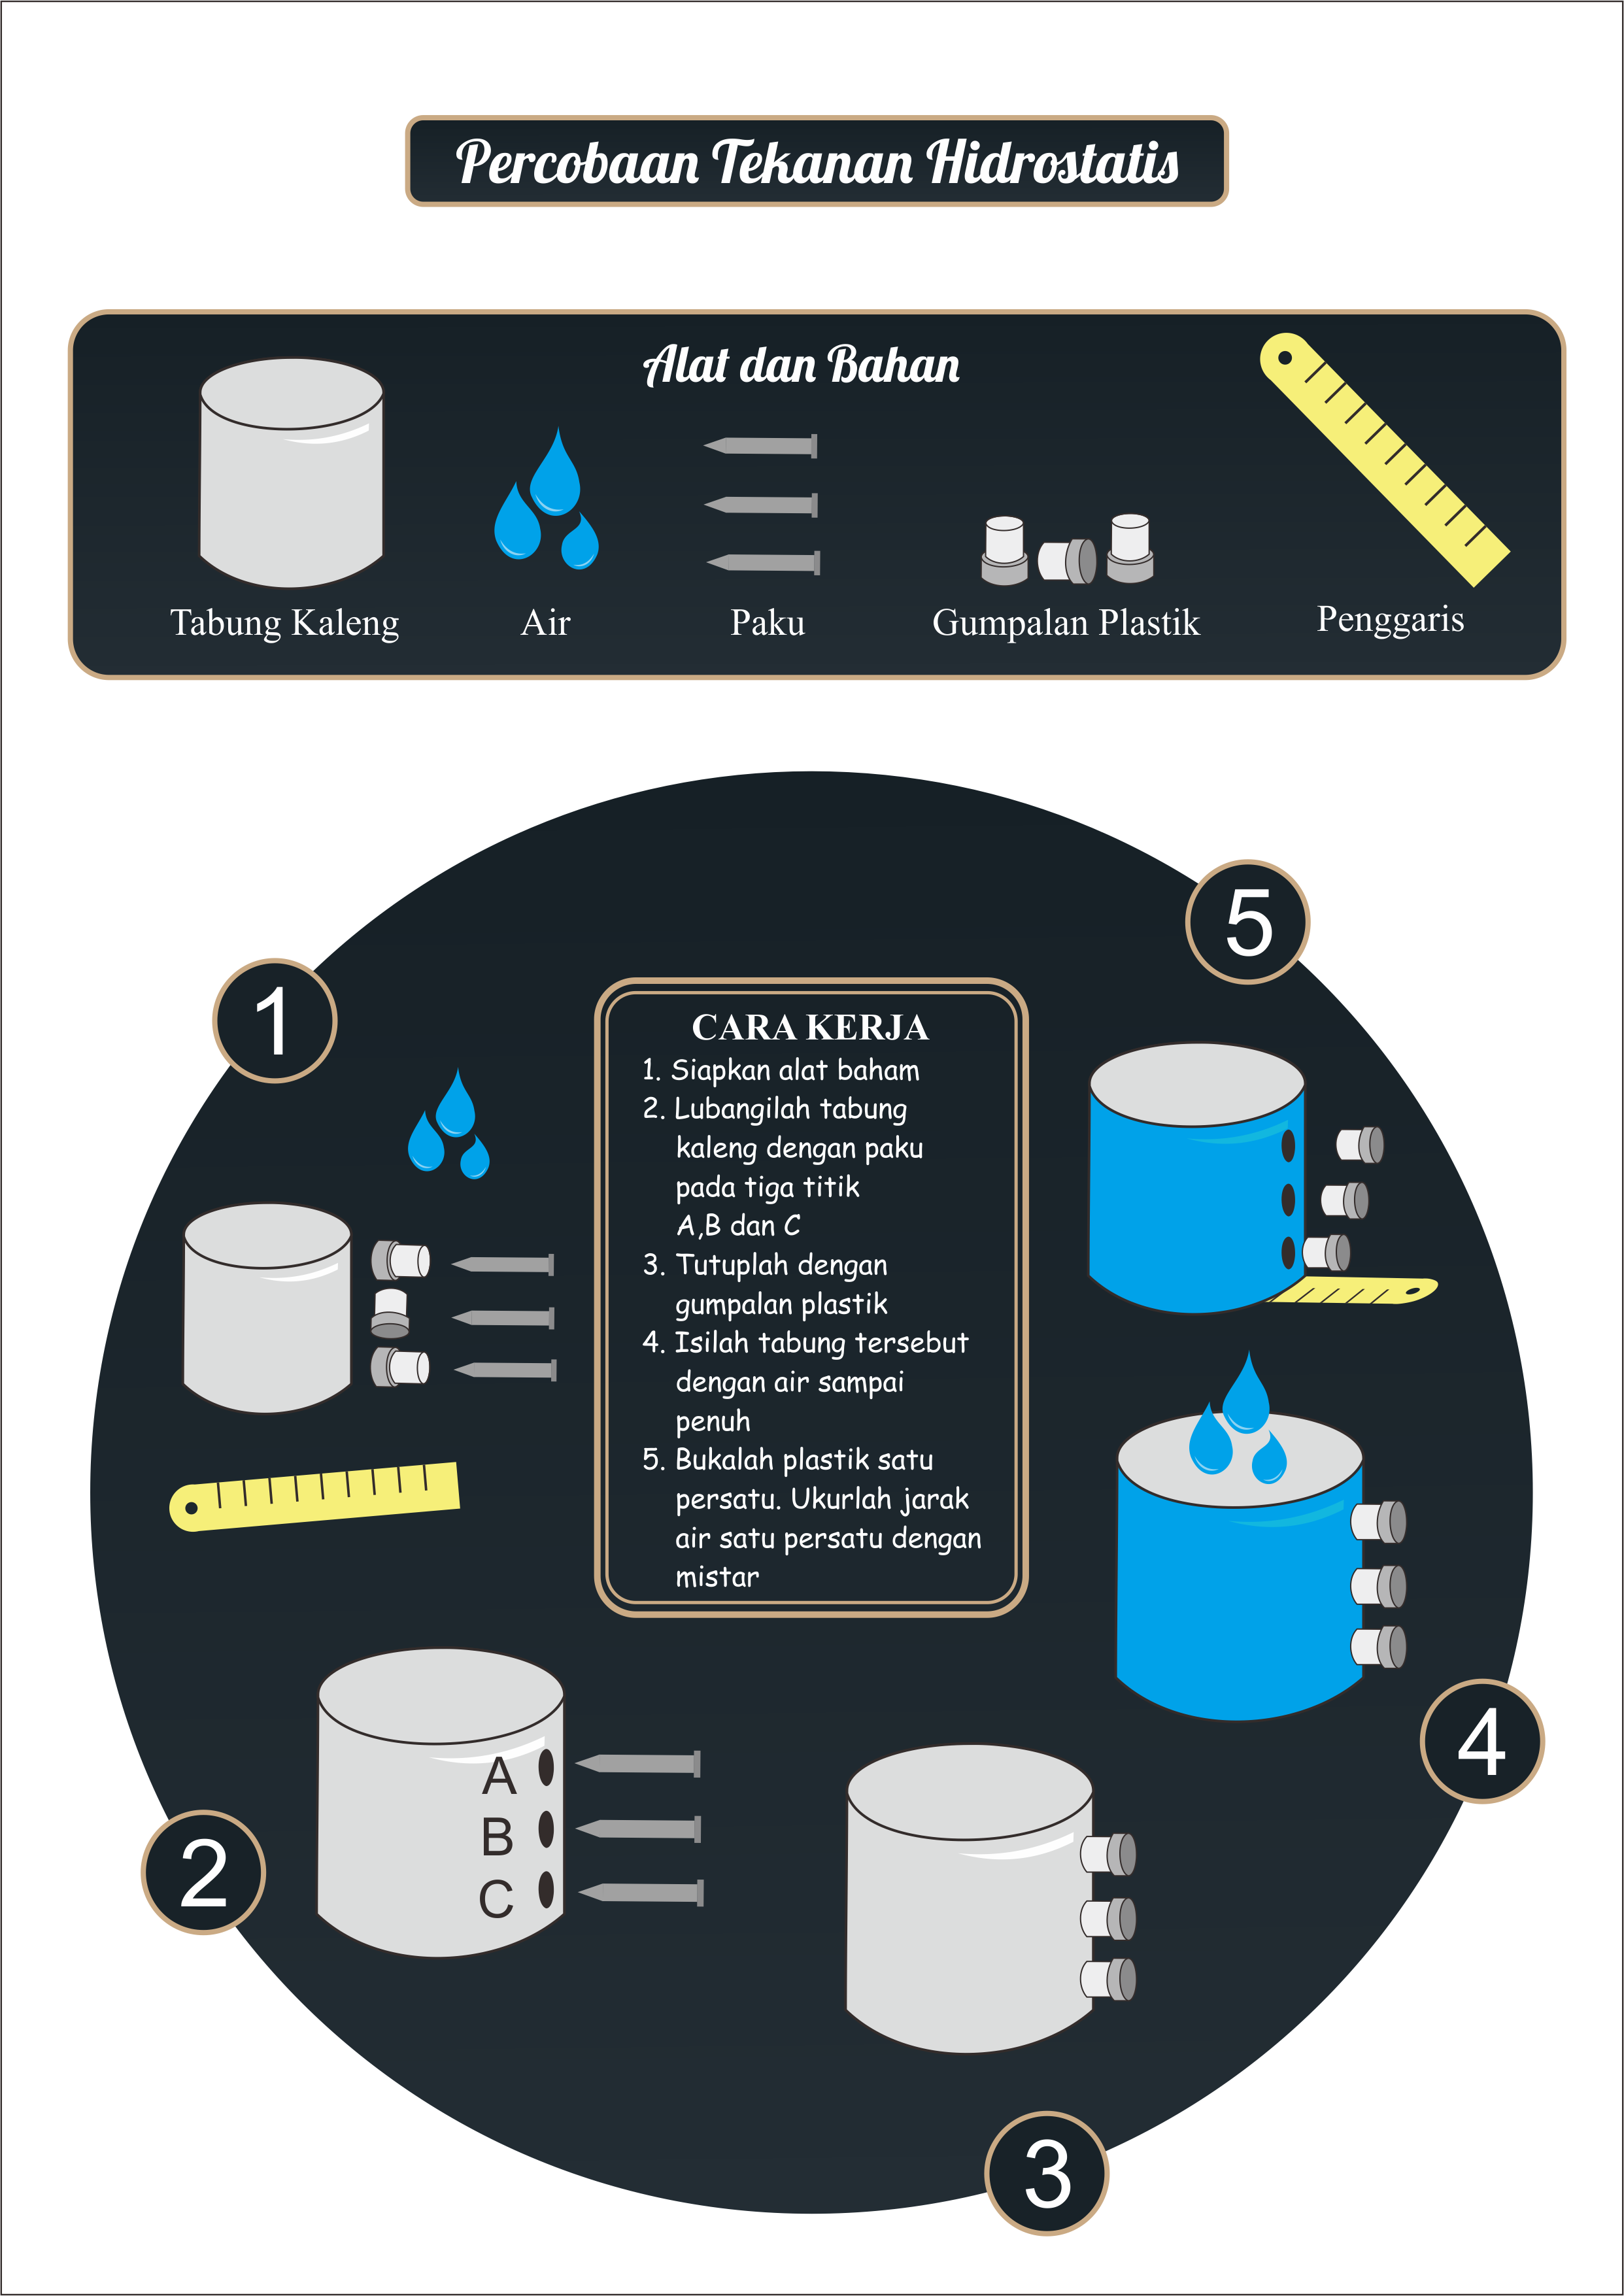 Percobaan Tekanan Hidrostatis
Alat dan Bahan
Tabung Kaleng
Air
Paku
Gumpalan Plastik
Penggaris
1
5
CARA KERJA
1. Siapkan alat baham
2. Lubangilah tabung
kaleng dengan paku
pada tiga titik
A,B dan C
3. Tutuplah dengan
gumpalan plastik
4. Isilah tabung tersebut
dengan air sampai
penuh
5. Bukalah plastik satu
persatu. Ukurlah jarak
air satu persatu dengan
mistar
A
B
C
2
4
3